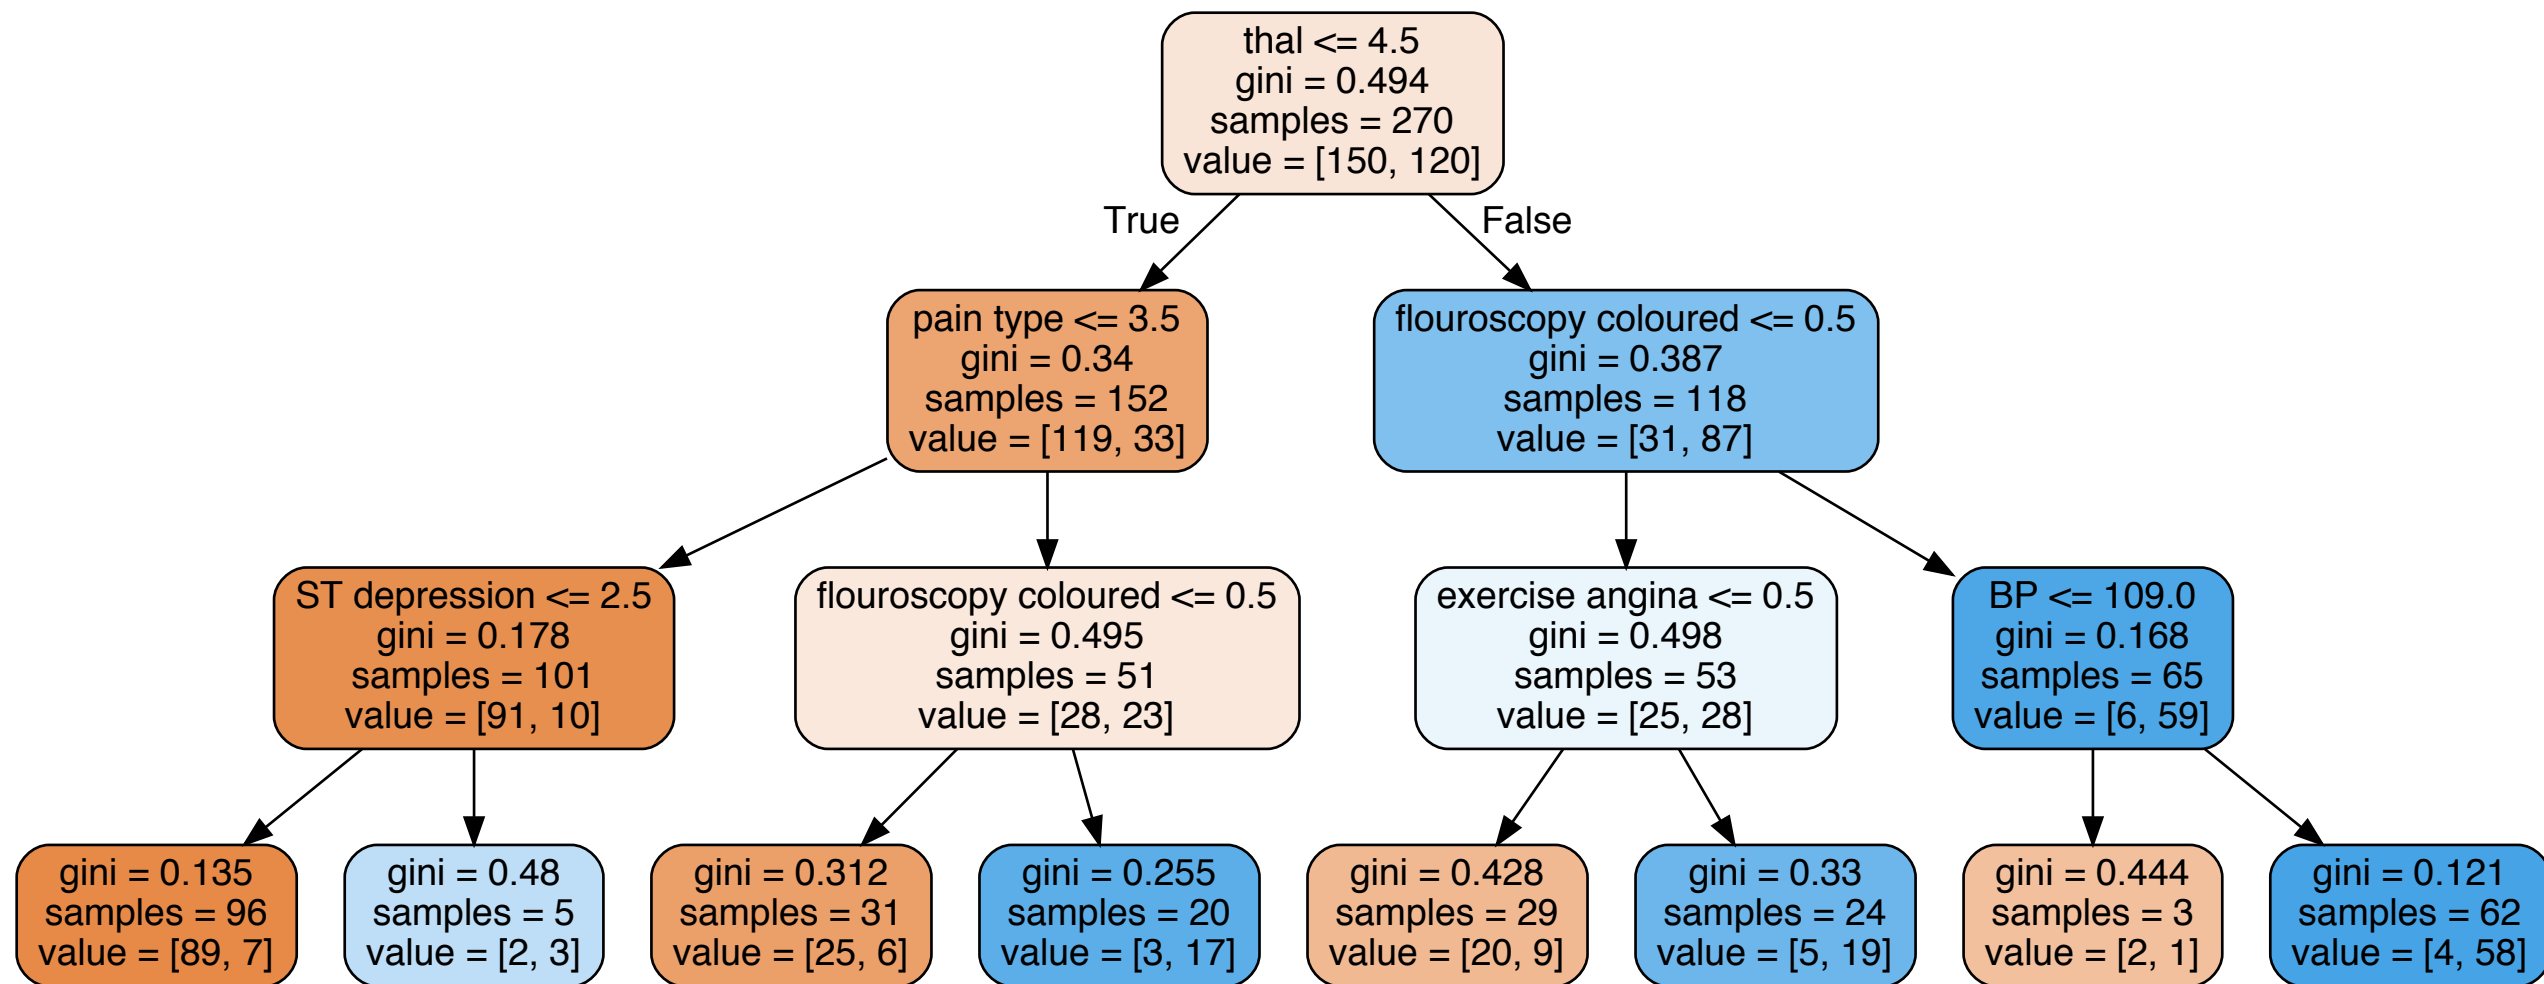 thal <= 4.5
gini = 0.494
samples = 270
value = [150, 120]
True
False
pain type <= 3.5
gini = 0.34
samples = 152
value = [119, 33]
flouroscopy coloured <= 0.5
gini = 0.387
samples = 118
value = [31, 87]
ST depression <= 2.5
gini = 0.178
samples = 101
value = [91, 10]
flouroscopy coloured <= 0.5
gini = 0.495
samples = 51
value = [28, 23]
exercise angina <= 0.5
gini = 0.498
samples = 53
value = [25, 28]
BP <= 109.0
gini = 0.168
samples = 65
value = [6, 59]
gini = 0.135
samples = 96
value = [89, 7]
gini = 0.48
samples = 5
value = [2, 3]
gini = 0.312
samples = 31
value = [25, 6]
gini = 0.255
samples = 20
value = [3, 17]
gini = 0.428
samples = 29
value = [20, 9]
gini = 0.33
samples = 24
value = [5, 19]
gini = 0.444
samples = 3
value = [2, 1]
gini = 0.121
samples = 62
value = [4, 58]